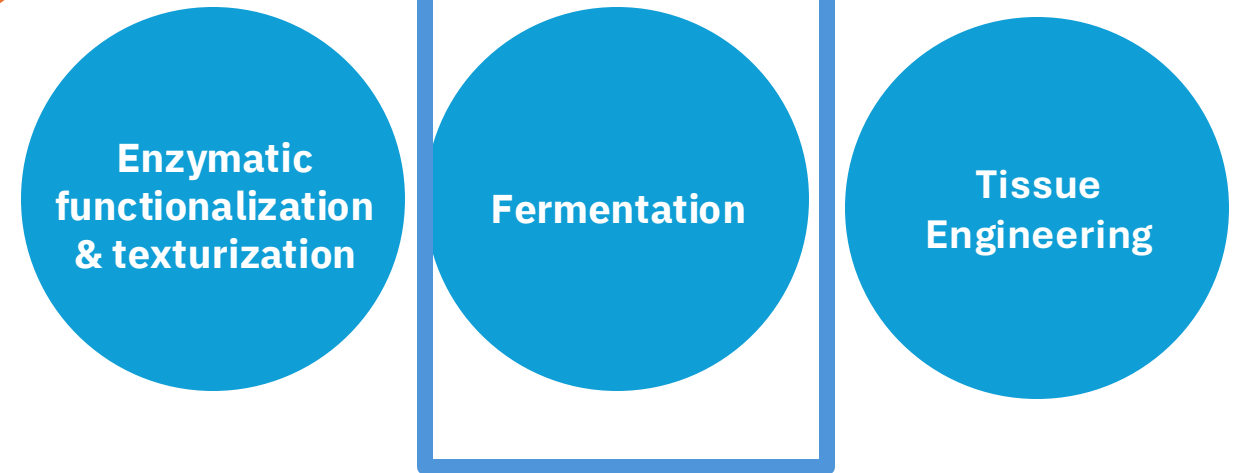 Enzymatic
functionalization
& texturization
Fermentation
Tissue
Engineering